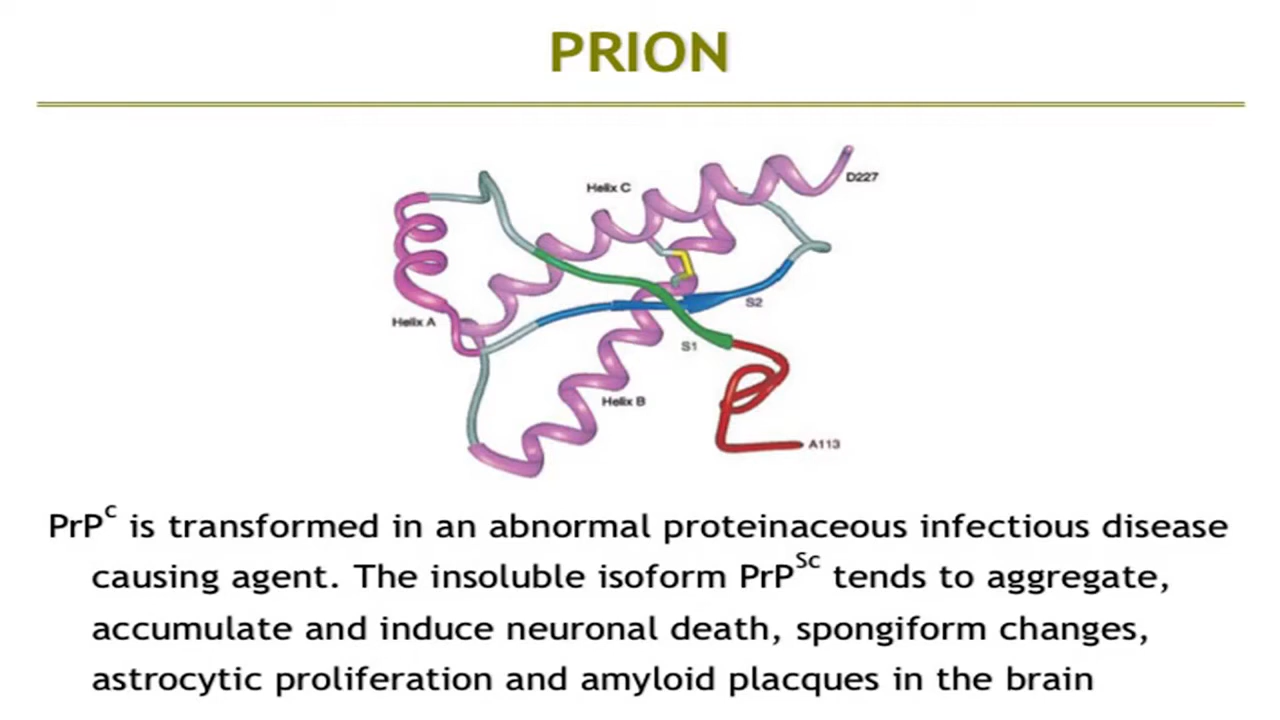 PRION
Helix C
D227
S2
Helix A
S1
Helix B
A113
PrPᶜ is transformed in an abnormal proteinaceous infectious disease
causing agent. The insoluble isoform PrPˢᶜ tends to aggregate,
accumulate and induce neuronal death, spongiform changes,
astrocytic proliferation and amyloid placques in the brain